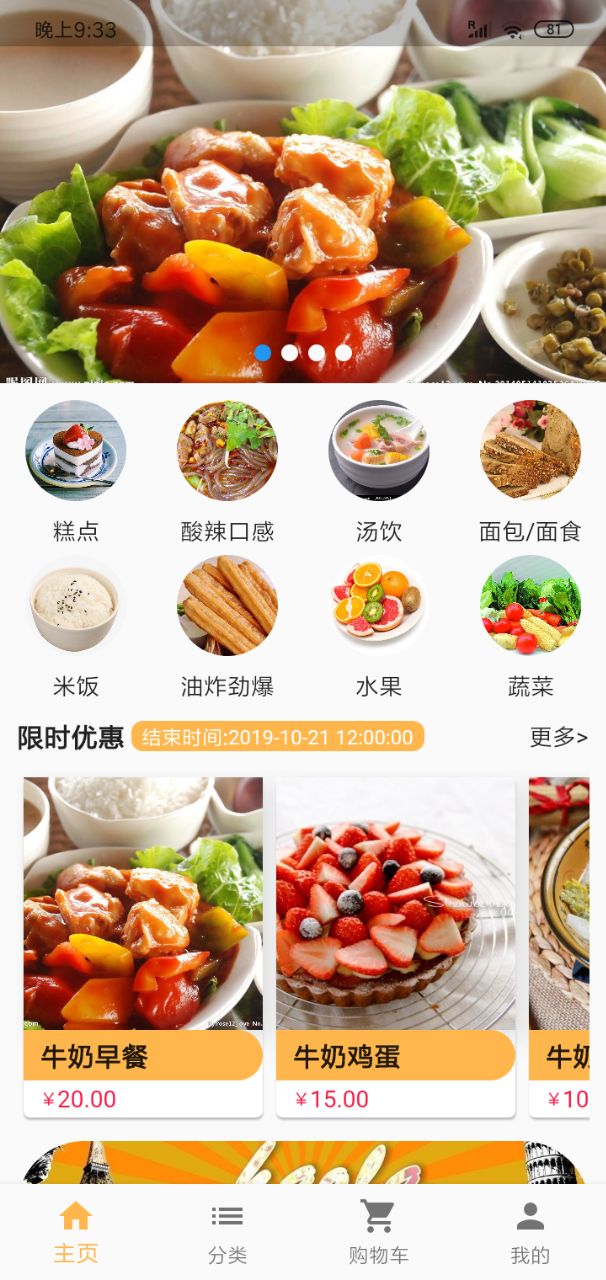 晚上9:33
R
81
糕点
酸辣口感
汤饮
面包/面食
米饭
油炸劲爆
水果
蔬菜
限时优惠
结束时间:2019-10-21 12:00:00
更多>
牛奶早餐
牛奶鸡蛋
牛奶
¥20.00
¥15.00
¥10
主页
分类
购物车
我的